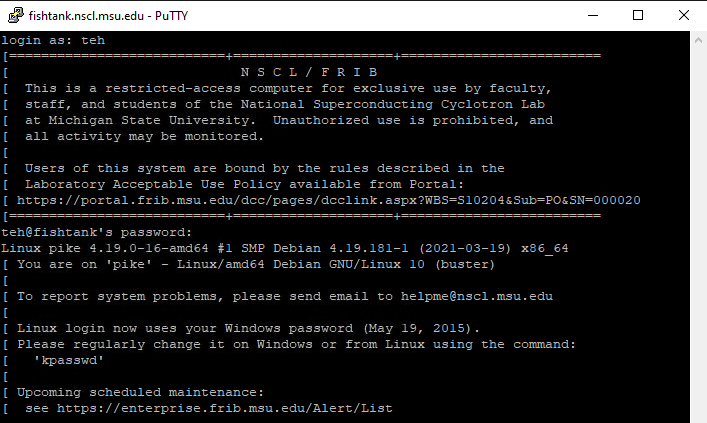 fishtank.nscl.msu.edu - PuTTY
login as: teh
[============================+====================+=========================
[                             N S C L / F R I B
[  This is a restricted-access computer for exclusive use by faculty,
[  staff, and students of the National Superconducting Cyclotron Lab
[  at Michigan State University.  Unauthorized use is prohibited, and
[  all activity may be monitored.
[
[  Users of this system are bound by the rules described in the
[  Laboratory Acceptable Use Policy available from Portal:
[ https://portal.frib.msu.edu/dcc/pages/dcclink.aspx?WBS=S10204&Sub=PO&SN=000020
[============================+====================+=========================
teh@fishtank's password:
Linux pike 4.19.0-16-amd64 #1 SMP Debian 4.19.181-1 (2021-03-19) x86_64
[ You are on 'pike' - Linux/amd64 Debian GNU/Linux 10 (buster)
[
[ To report system problems, please send email to helpme@nscl.msu.edu
[
[ Linux login now uses your Windows password (May 19, 2015).
[ Please regularly change it on Windows or from Linux using the command:
[   'kpasswd'
[
[ Upcoming scheduled maintenance:
[  see https://enterprise.frib.msu.edu/Alert/List